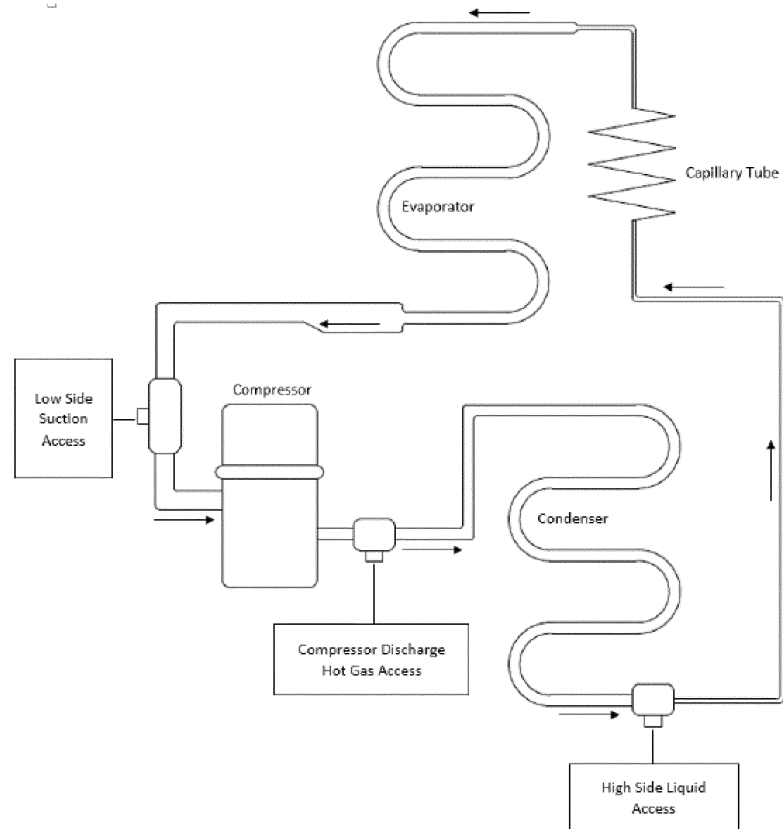 Capillary Tube
Evaporator
Low Side
Suction
Access
Compressor
Condenser
Compressor Discharge
Hot Gas Access
High Side Liquid
Access